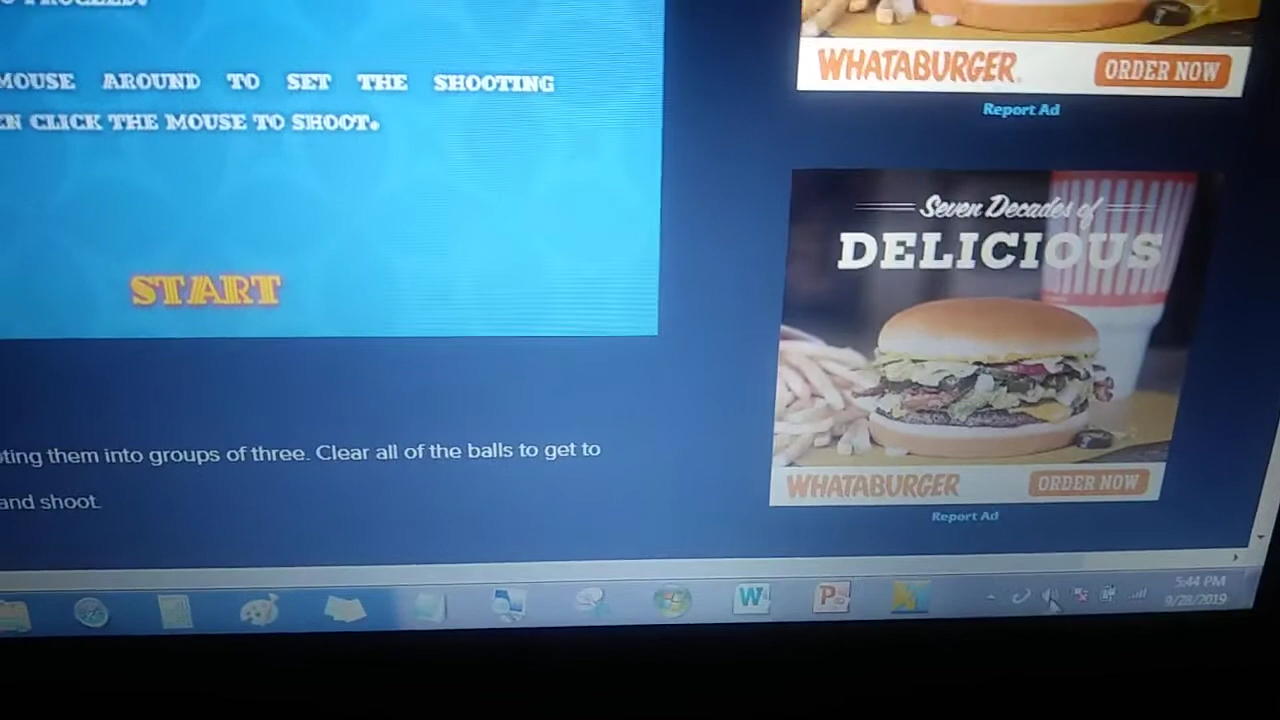 MOUSE AROUND TO SET THE SHOOTING
CLICK THE MOUSE TO SHOOT.
START
them into groups of three. Clear all of the balls to get to
and shoot.
WHATABURGER
ORDER NOW
Report Ad
Seven Decades of
DELICIOUS
WHATABURGER
ORDER NOW
Report Ad
W
P
5:44 PM
9/28/2019